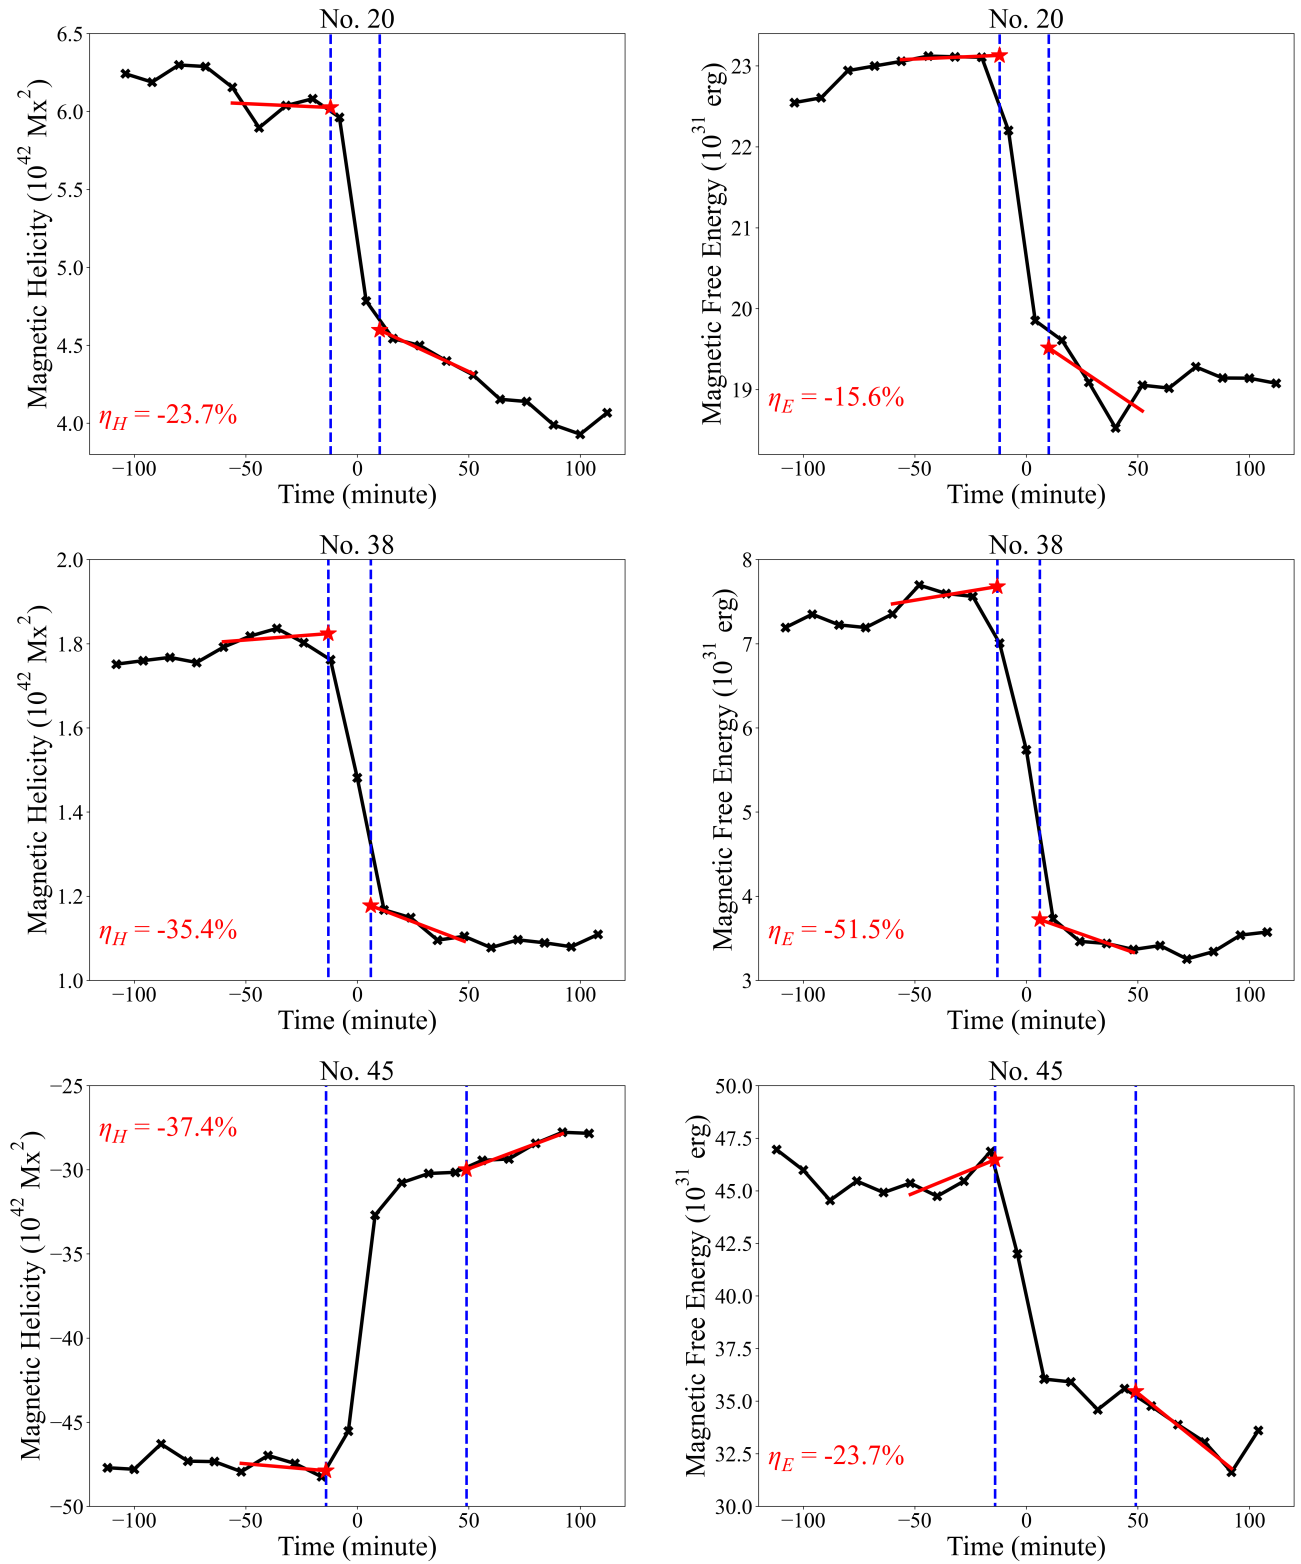 No. 20
Magnetic Helicity (10^42 Mx^2)
6.5
6.0
5.5
5.0
4.5
4.0
η_H = -23.7%
−100 −50 0 50 100
Time (minute)
No. 20
Magnetic Free Energy (10^31 erg)
23
22
21
20
19
η_E = -15.6%
−100 −50 0 50 100
Time (minute)
No. 38
Magnetic Helicity (10^42 Mx^2)
2.0
1.8
1.6
1.4
1.2
1.0
η_H = -35.4%
−100 −50 0 50 100
Time (minute)
No. 38
Magnetic Free Energy (10^31 erg)
8
7
6
5
4
3
η_E = -51.5%
−100 −50 0 50 100
Time (minute)
No. 45
Magnetic Helicity (10^42 Mx^2)
−25
−30
−35
−40
−45
−50
η_H = -37.4%
−100 −50 0 50 100
Time (minute)
No. 45
Magnetic Free Energy (10^31 erg)
50.0
47.5
45.0
42.5
40.0
37.5
35.0
32.5
30.0
η_E = -23.7%
−100 −50 0 50 100
Time (minute)